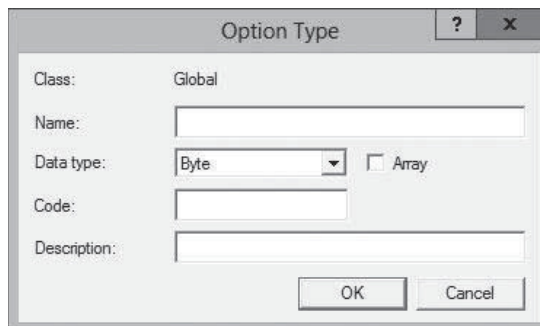 Option Type ? x
Class: Global
Name:
Data type: Byte Array
Code:
Description:
OK Cancel